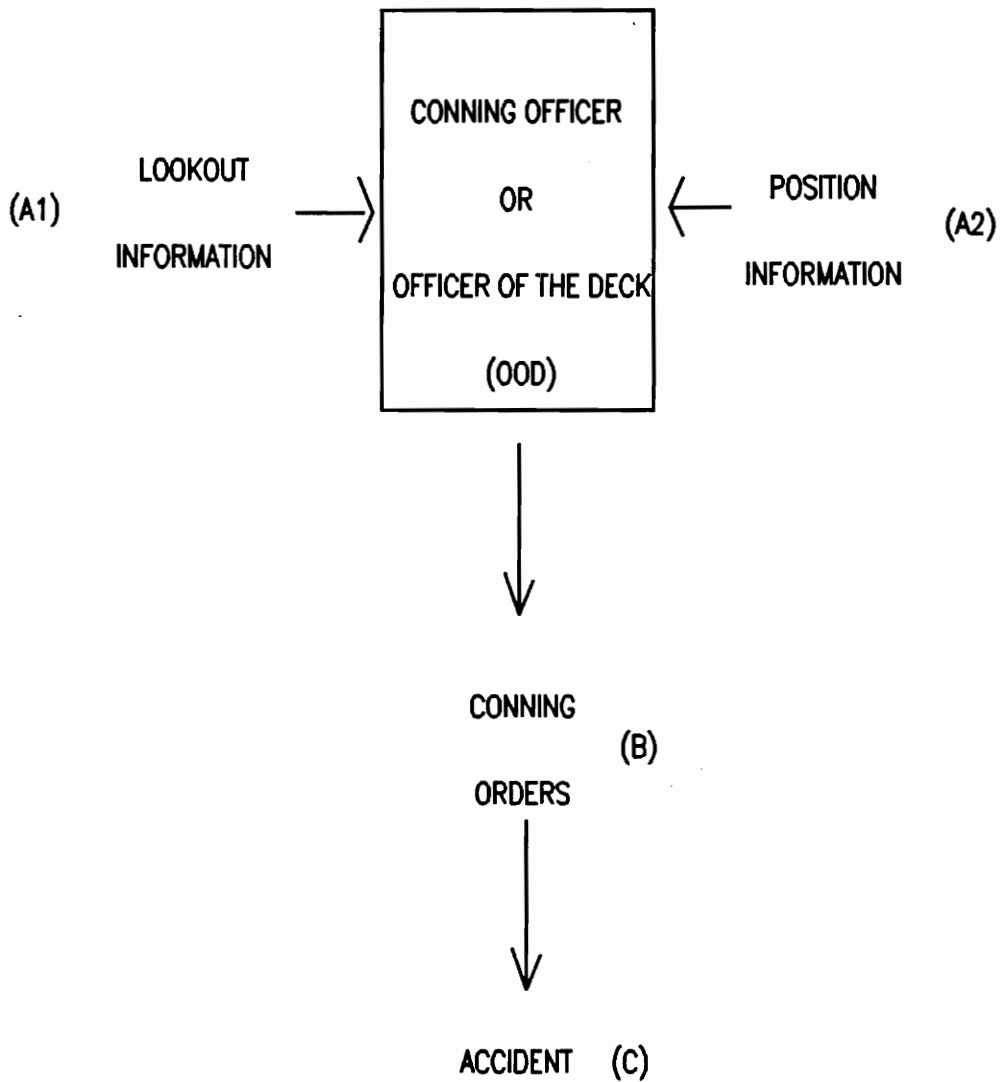 CONNING OFFICER
OR
OFFICER OF THE DECK
(OOD)
(A1)
LOOKOUT
INFORMATION
POSITION
INFORMATION
(A2)
CONNING
ORDERS
(B)
ACCIDENT (C)